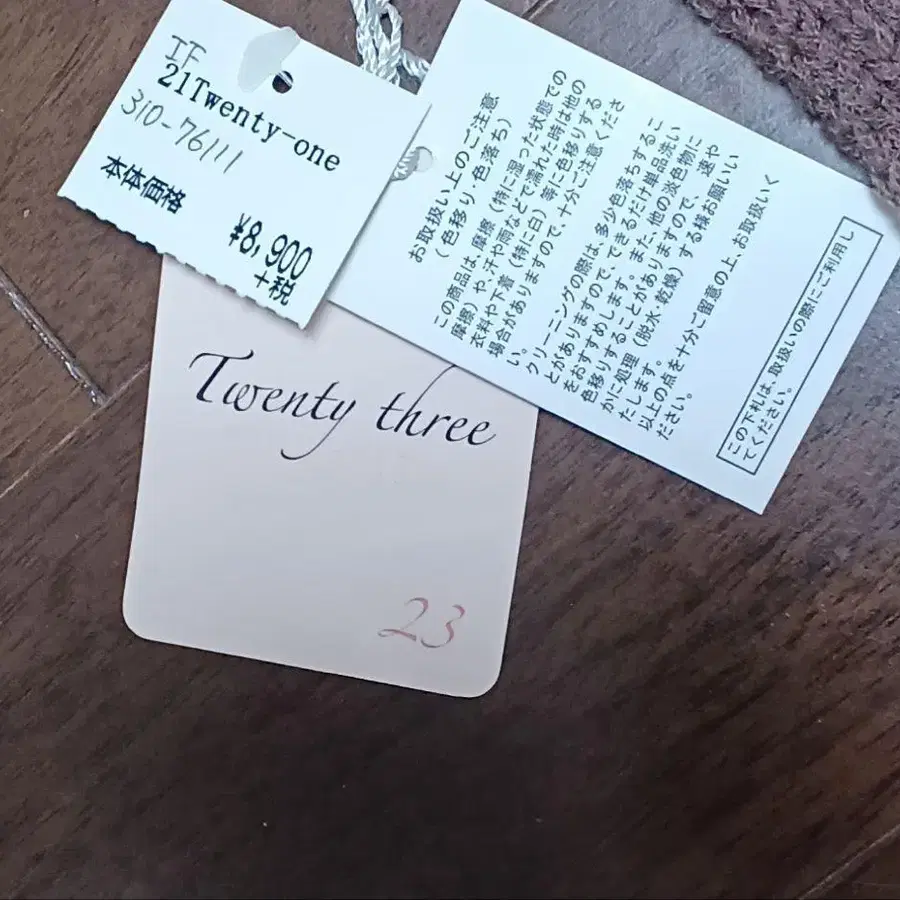 IF
21Twenty-one
310-76111
本体価格
¥8,900
+税
お取扱い上のご注意
(色移り・色落ち)
この商品は、摩擦(特に湿った状態での
摩擦)や、汗や雨などで濡れた時は他の
衣料や下着(特に白)等に色移りする
場合がありますので、十分ご注意くださ
い。
クリーニングの際は、多少色落ちするこ
とがありますので、できるだけ単品洗い
をおすすめします。また、他の淡色物に
色移りすることがありますので、速や
かに処理(脱水・乾燥)する様お願いい
たします。
以上の点を十分ご留意の上、お取扱いく
ださい。
この下札は、取扱いの際にご利用し
てください。
Twenty three
23